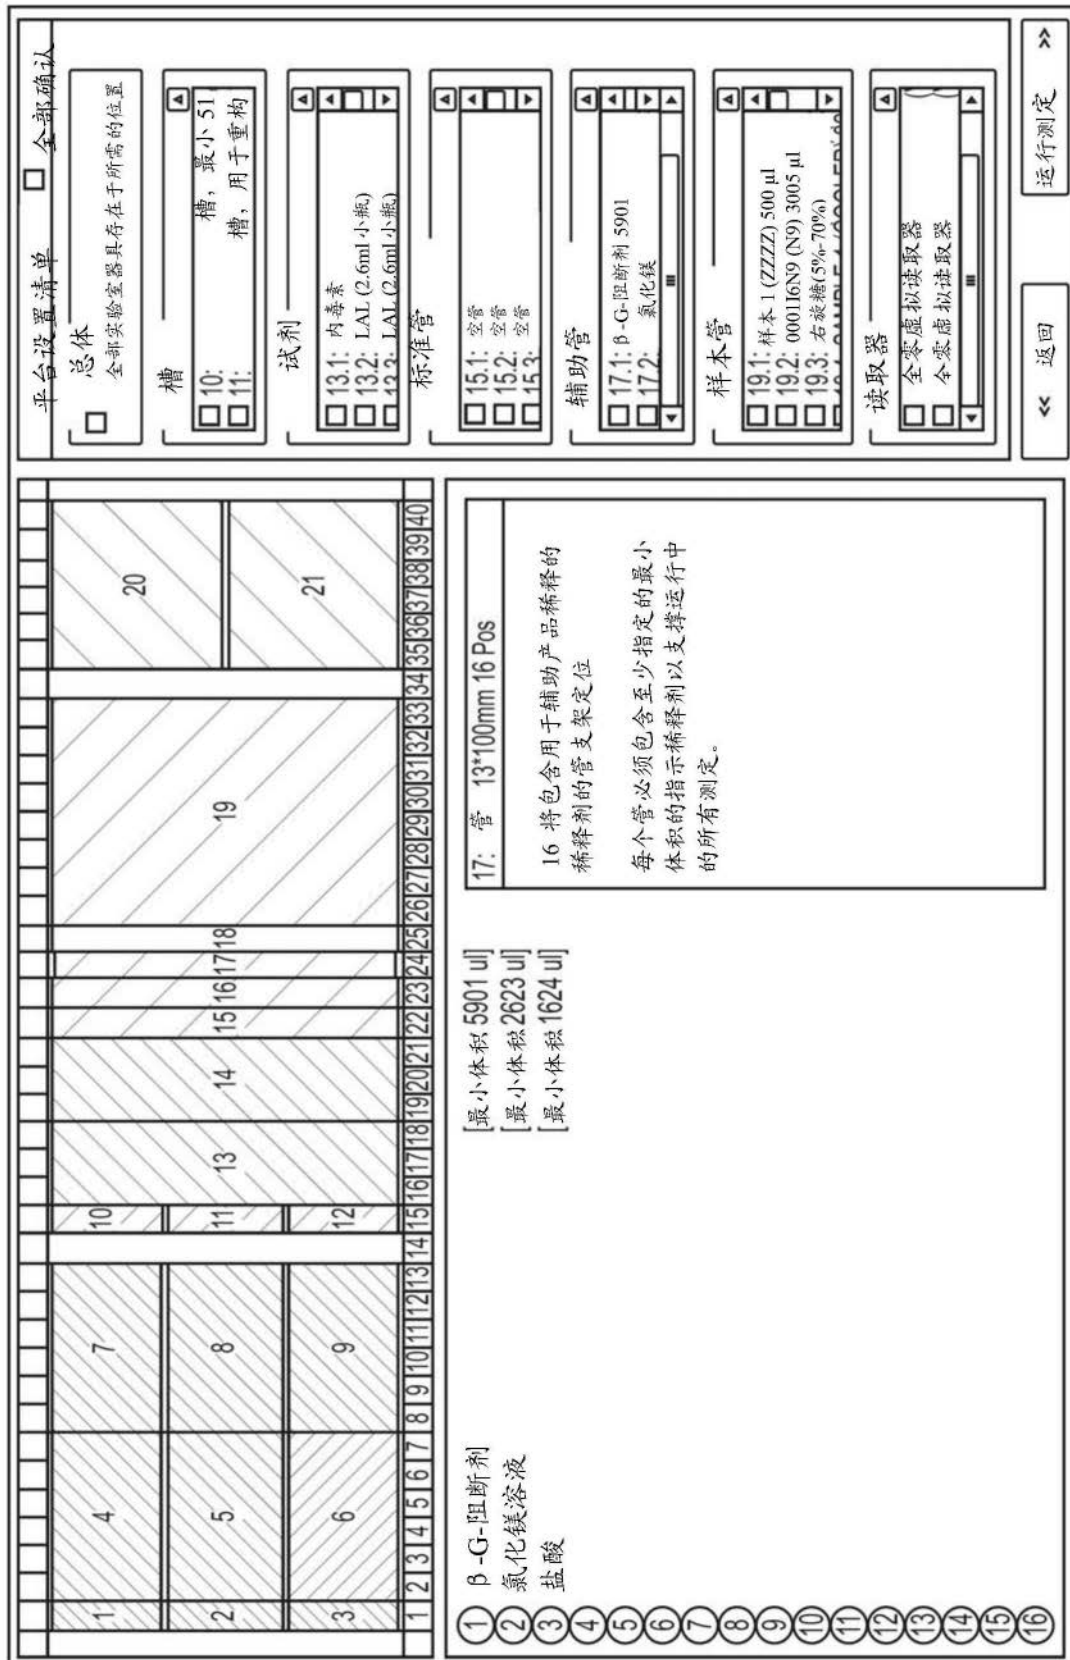 1
2
3
4
5
6
7
8
9
10
11
12
13
14
15
16
17
18
19
20
21
1 2 3 4 5 6 7 8 9 10 11 12 13 14 15 16 17 18 19 20 21 22 23 24 25 26 27 28 29 30 31 32 33 34 35 36 37 38 39 40
平台设置清单 全部确认
总体
全部实验室器具存在于所需的位置
槽
10: 槽，最小 51
11: 槽，用于重构
试剂
13.1: 内毒素
13.2: LAL (2.6ml 小瓶)
13.3: LAL (2.6ml 小瓶)
标准管
15.1: 空管
15.2: 空管
15.3: 空管
辅助管
17.1: β-G-阻断剂 5901
17.2: 氯化镁
样本管
19.1: 样本 1 (ZZZZ) 500 µl
19.2: 0001I6N9 (N9) 3005 µl
19.3: 右旋糖(5%-70%)
读取器
全零虚拟读取器
全零虚拟读取器
① β-G-阻断剂 [最小体积 5901 ul]
② 氯化镁溶液 [最小体积 2623 ul]
③ 盐酸 [最小体积 1624 ul]
④
⑤
⑥
⑦
⑧
⑨
⑩
⑪
⑫
⑬
⑭
⑮
⑯
17: 管 13*100mm 16 Pos
16 将包含用于辅助产品稀释的
稀释剂的管支架定位
每个管必须包含至少指定的最小
体积的指示稀释剂以支撑运行中
的所有测定。
<< 返回
运行测定 >>